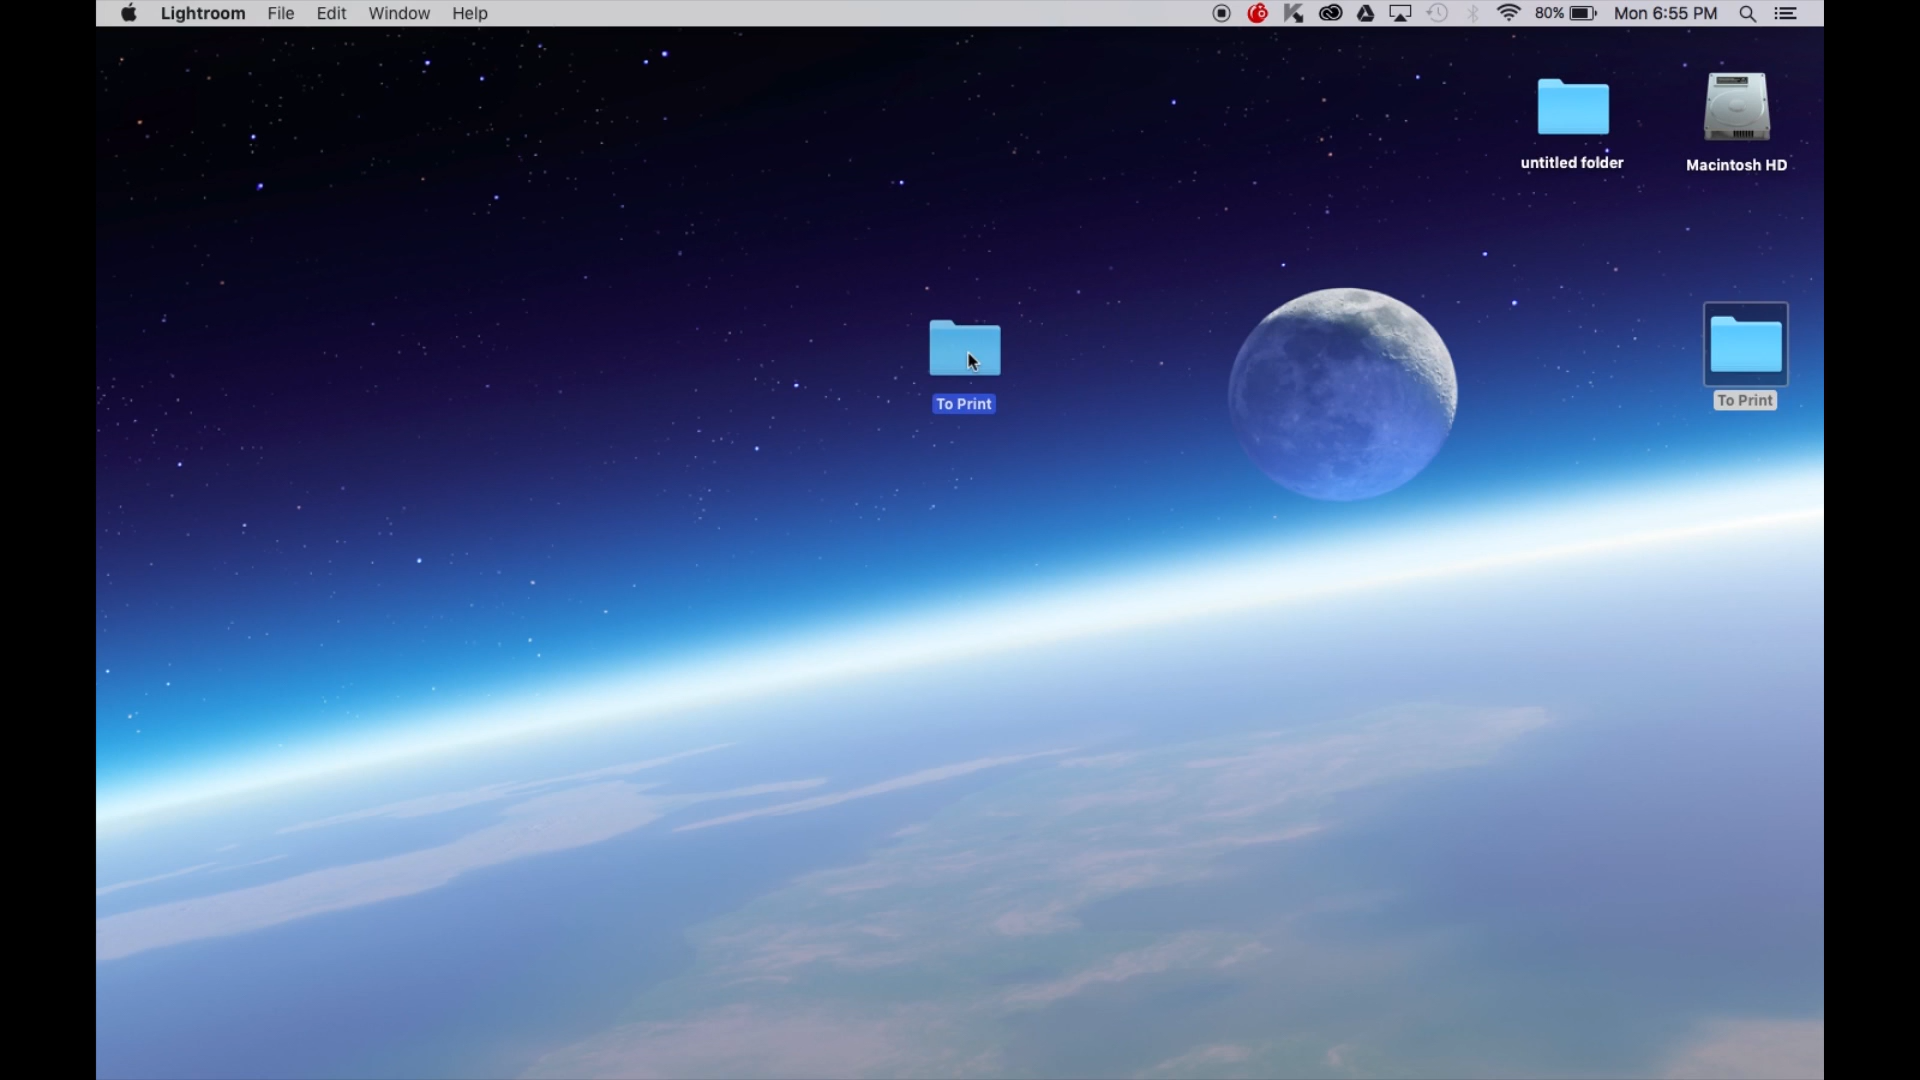 Lightroom File Edit Window Help 80% Mon 6:55 PM
untitled folder
Macintosh HD
To Print
To Print